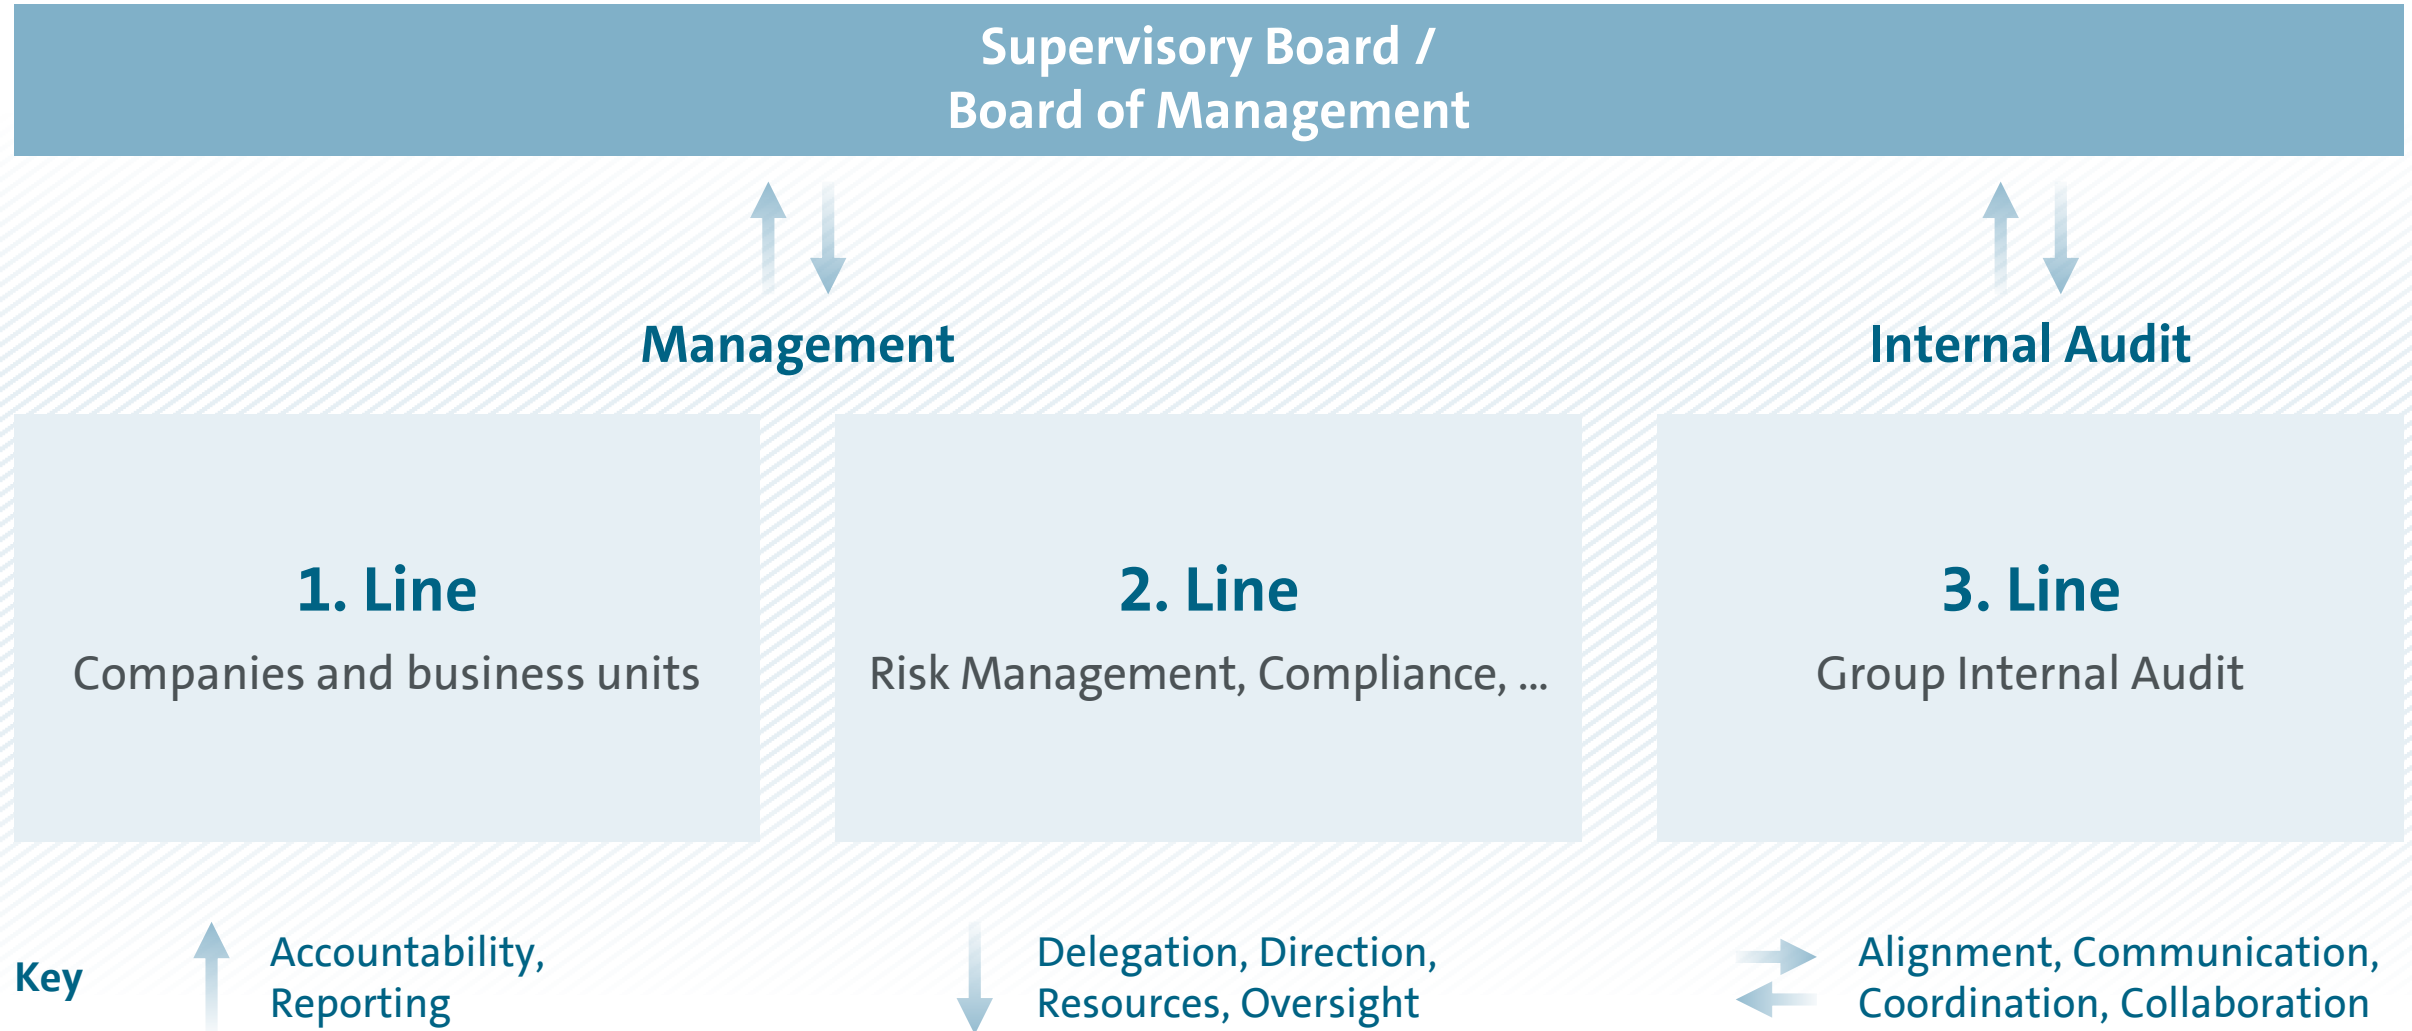 Supervisory Board /
Board of Management
Management
Internal Audit
1. Line
Companies and business units
2. Line
Risk Management, Compliance, ...
3. Line
Group Internal Audit
Key
Accountability,
Reporting
Delegation, Direction,
Resources, Oversight
Alignment, Communication,
Coordination, Collaboration